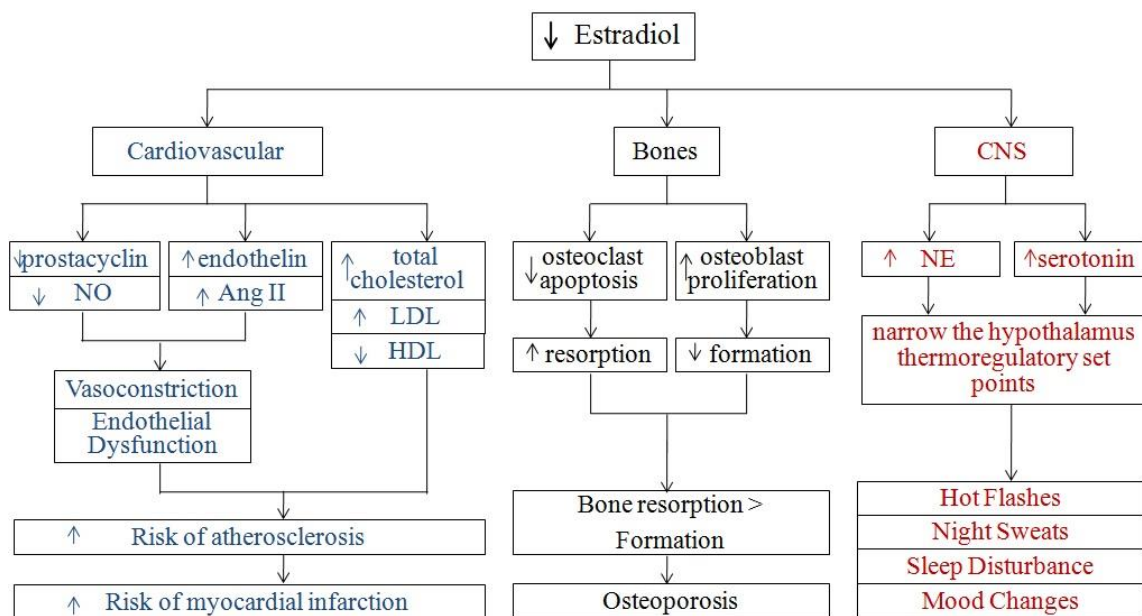 ↓ Estradiol
Cardiovascular
Bones
CNS
↓prostacyclin
↓ NO
↑endothelin
↑ Ang II
↑ total
cholesterol
↑ LDL
↓ HDL
↓ osteoclast
apoptosis
↑ osteoblast
proliferation
↑ NE
↑serotonin
↑ resorption
↓ formation
narrow the hypothalamus
thermoregulatory set
points
Vasoconstriction
Endothelial
Dysfunction
Bone resorption >
Formation
Hot Flashes
Night Sweats
Sleep Disturbance
Mood Changes
↑ Risk of atherosclerosis
↑ Risk of myocardial infarction
Osteoporosis